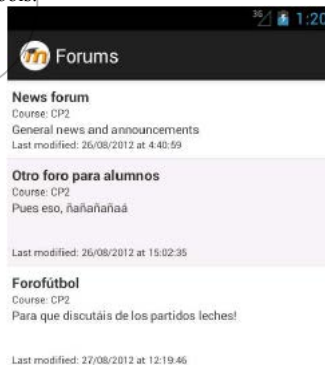 3G 1:20
Forums
News forum
Course: CP2
General news and announcements
Last modified: 26/08/2012 at 4:40:59
Otro foro para alumnos
Course: CP2
Pues eso, ñañañañaá
Last modified: 26/08/2012 at 15:02:35
Forofútbol
Course: CP2
Para que discutáis de los partidos leches!
Last modified: 27/08/2012 at 12:19:46